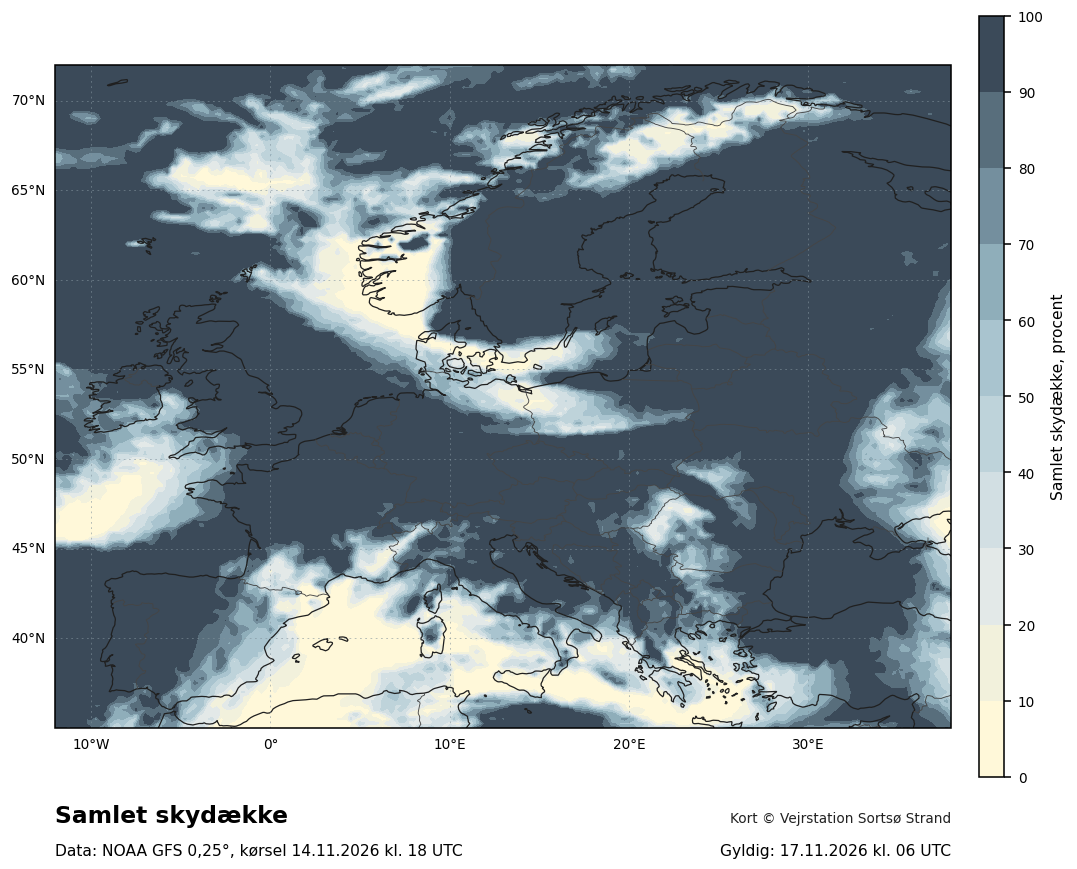 70°N
65°N
60°N
55°N
50°N
45°N
40°N
10°W
0°
10°E
20°E
30°E
100
90
80
70
60
50
40
30
20
10
0
Samlet skydække, procent
Samlet skydække
Kort © Vejrstation Sortsø Strand
Data: NOAA GFS 0,25°, kørsel 14.11.2026 kl. 18 UTC
Gyldig: 17.11.2026 kl. 06 UTC